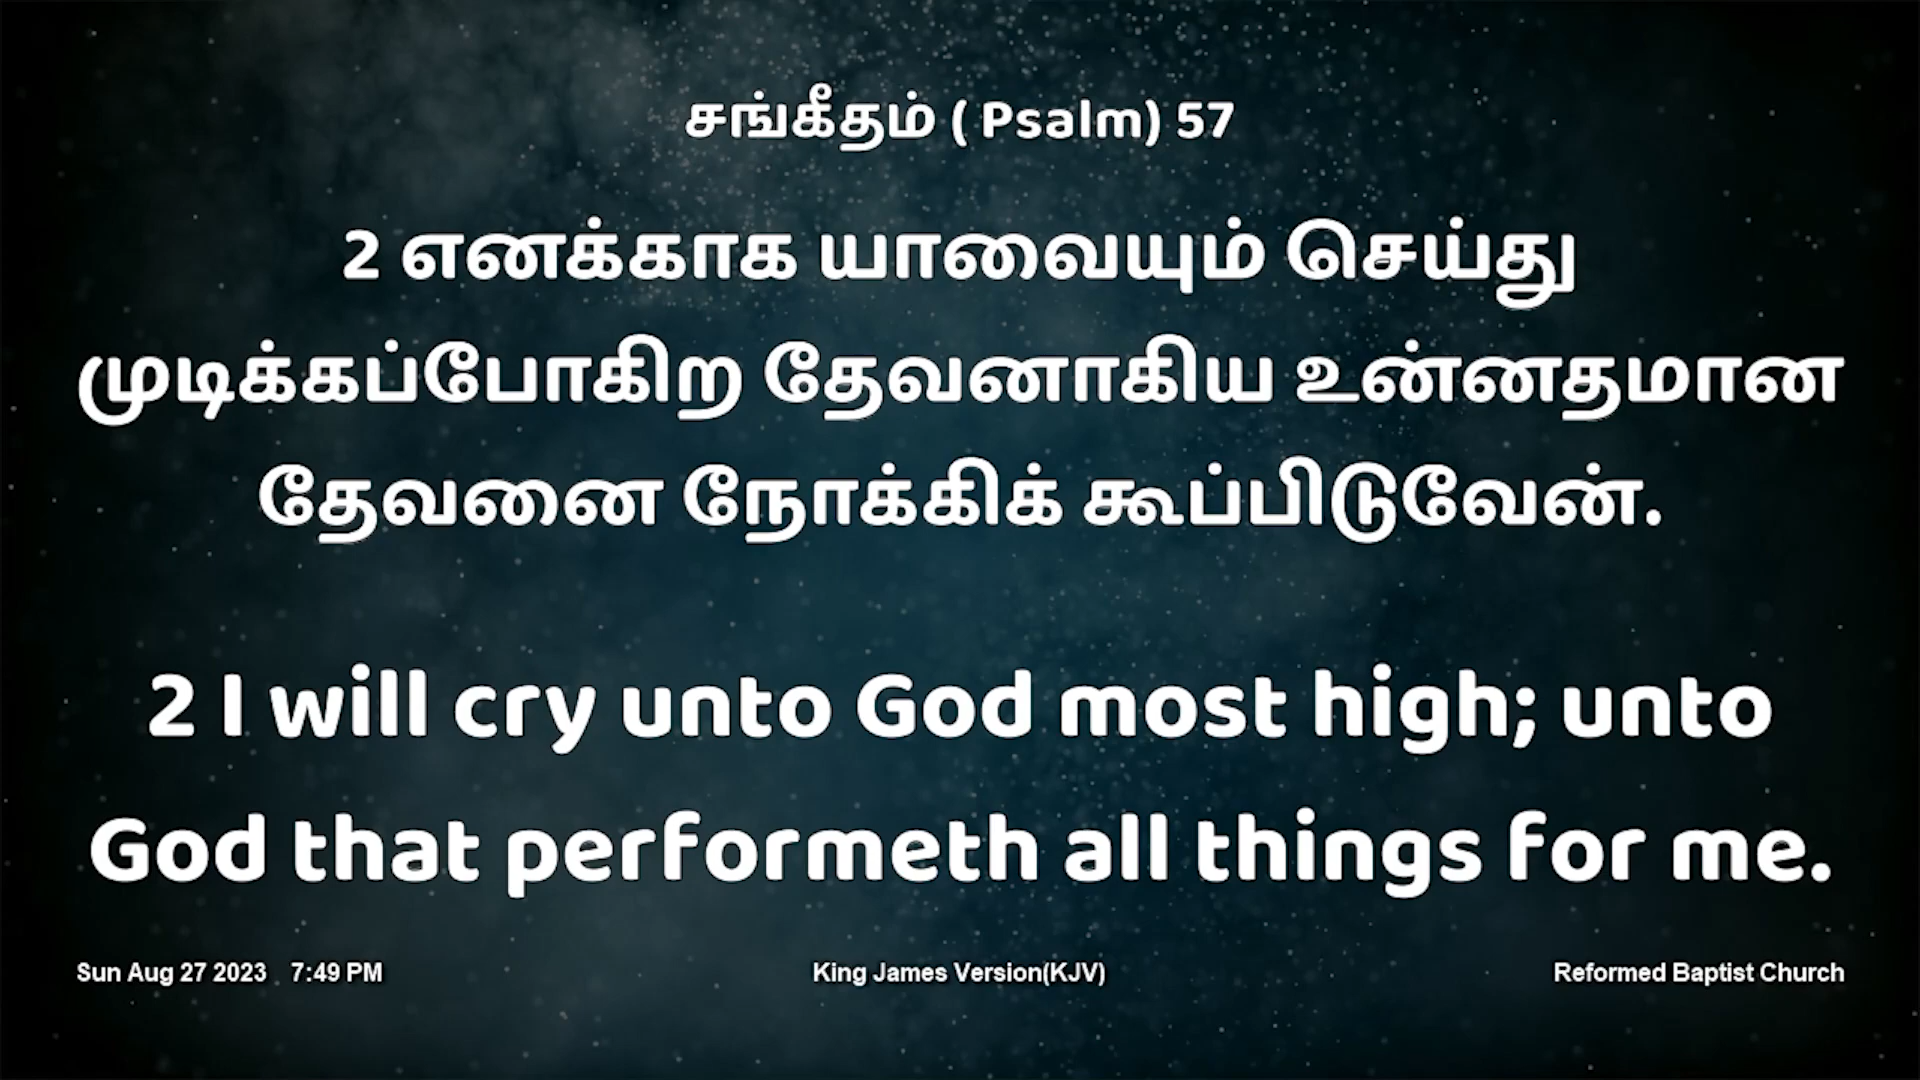 சங்கீதம் ( Psalm) 57
2 எனக்காக யாவையும் செய்து
முடிக்கப்போகிற தேவனாகிய உன்னதமான
தேவனை நோக்கிக் கூப்பிடுவேன்.
2 I will cry unto God most high; unto
God that performeth all things for me.
Sun Aug 27 2023 7:49 PM King James Version(KJV) Reformed Baptist Church